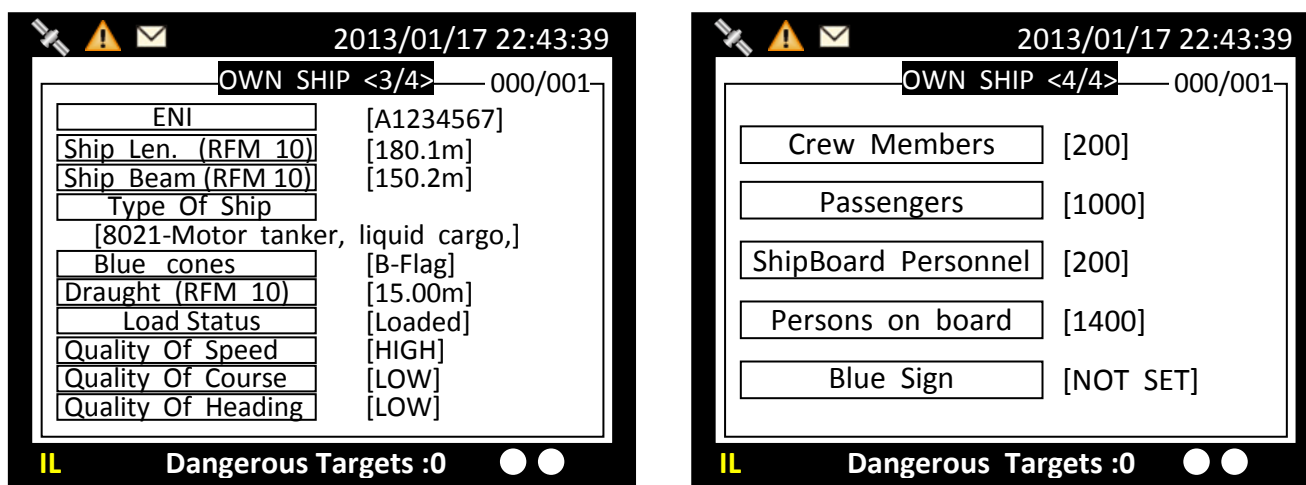 2013/01/17 22:43:39
OWN SHIP <3/4> 000/001
ENI [A1234567]
Ship Len. (RFM 10) [180.1m]
Ship Beam (RFM 10) [150.2m]
Type Of Ship
[8021-Motor tanker, liquid cargo,]
Blue cones [B-Flag]
Draught (RFM 10) [15.00m]
Load Status [Loaded]
Quality Of Speed [HIGH]
Quality Of Course [LOW]
Quality Of Heading [LOW]
IL Dangerous Targets :0
2013/01/17 22:43:39
OWN SHIP <4/4> 000/001
Crew Members [200]
Passengers [1000]
ShipBoard Personnel [200]
Persons on board [1400]
Blue Sign [NOT SET]
IL Dangerous Targets :0